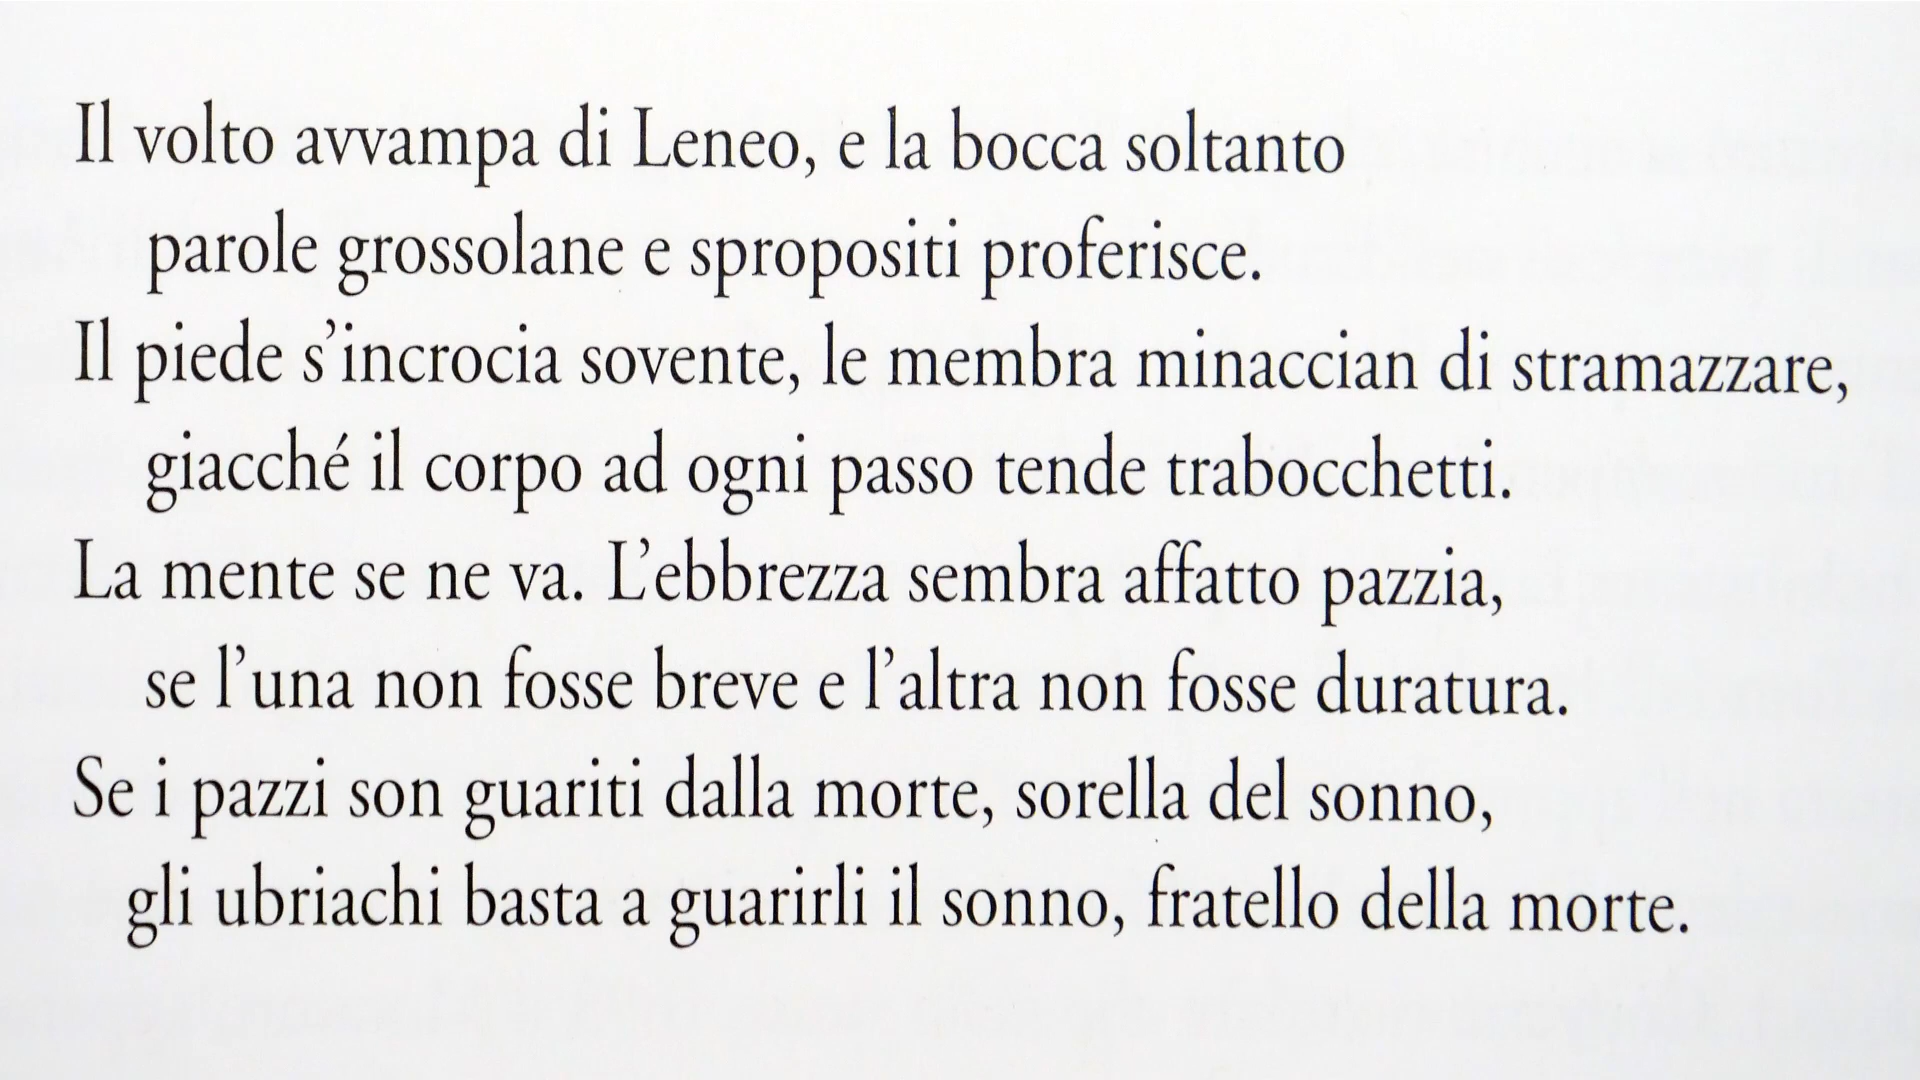 Il volto avvampa di Leneo, e la bocca soltanto
parole grossolane e spropositi proferisce.
Il piede s’incrocia sovente, le membra minaccian di stramazzare,
giacché il corpo ad ogni passo tende trabocchetti.
La mente se ne va. L’ebbrezza sembra affatto pazzia,
se l’una non fosse breve e l’altra non fosse duratura.
Se i pazzi son guariti dalla morte, sorella del sonno,
gli ubriachi basta a guarirli il sonno, fratello della morte.